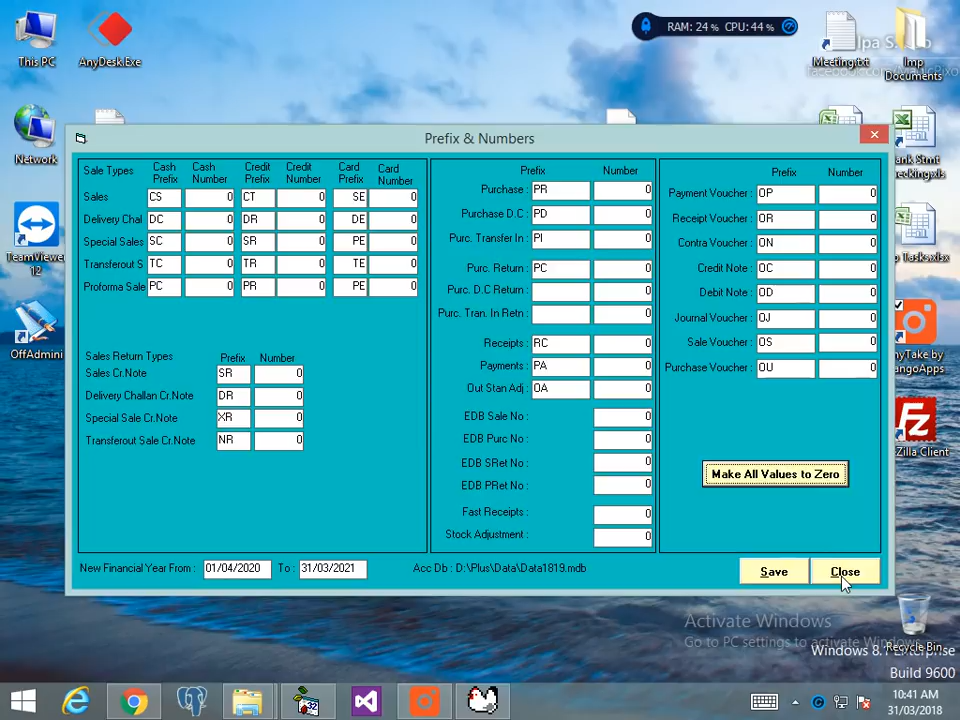 RAM: 24 % CPU: 44 %
This PC
AnyDesk.Exe
Meeting.txt
Imp
Documents
Network
TeamViewer
12
OffAdmini
Prefix & Numbers
Sale Types
Cash
Prefix
Cash
Number
Credit
Prefix
Credit
Number
Card
Prefix
Card
Number
Sales CS 0 CT 0 SE 0
Delivery Chal DC 0 DR 0 DE 0
Special Sales SC 0 SR 0 PE 0
Transferout S TC 0 TR 0 TE 0
Proforma Sale PC 0 PR 0 PE 0
Sales Return Types Prefix Number
Sales Cr.Note SR 0
Delivery Challan Cr.Note DR 0
Special Sale Cr.Note XR 0
Transferout Sale Cr.Note NR 0
Prefix Number
Purchase : PR 0
Purchase D.C : PD 0
Purc. Transfer In : PI 0
Purc. Return : PC 0
Purc. D.C Return : 0
Purc. Tran. In Retn : 0
Receipts : RC 0
Payments : PA 0
Out Stan Adj : OA 0
EDB Sale No : 0
EDB Purc No : 0
EDB SRet No : 0
EDB PRet No : 0
Fast Receipts : 0
Stock Adjustment : 0
Prefix Number
Payment Voucher : OP 0
Receipt Voucher : OR 0
Contra Voucher : ON 0
Credit Note : OC 0
Debit Note : OD 0
Journal Voucher : OJ 0
Sale Voucher : OS 0
Purchase Voucher : OU 0
Make All Values to Zero
New Financial Year From : 01/04/2020 To : 31/03/2021 Acc Db : D:\Plus\Data\Data1819.mdb
Save Close
Activate Windows
Go to PC settings to activate Windows.
Recycle Bin
Build 9600
10:41 AM
31/03/2018